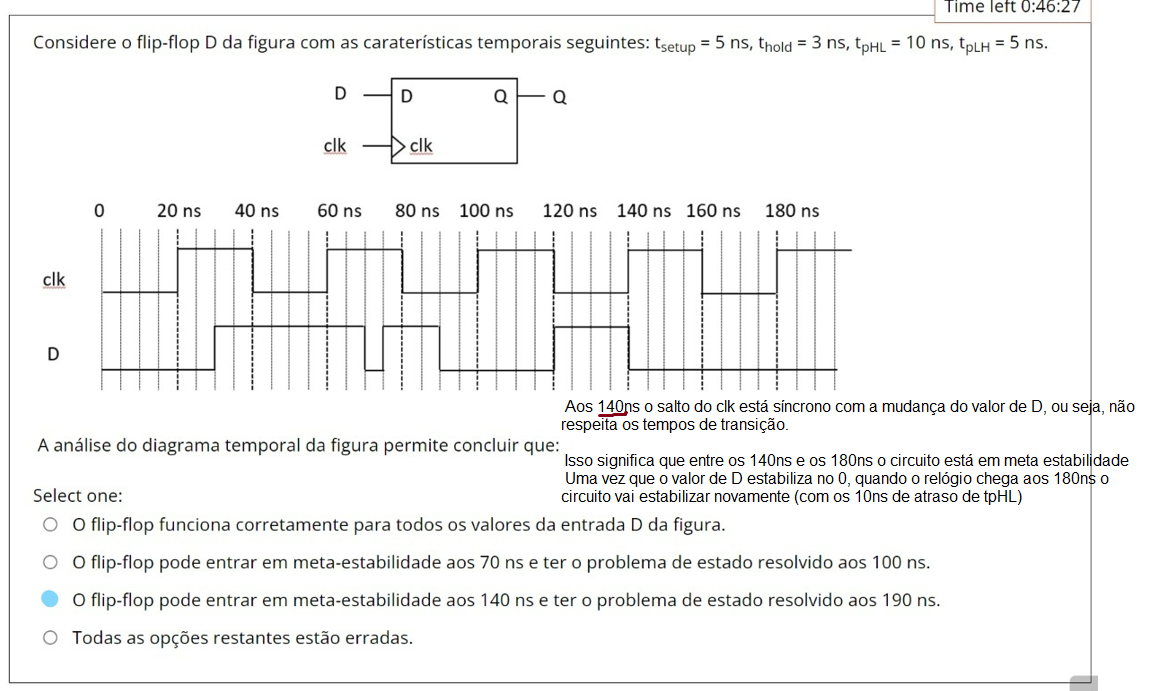 Time left 0:46:27
Considere o flip-flop D da figura com as caraterísticas temporais seguintes: tsetup = 5 ns, thold = 3 ns, tpHL = 10 ns, tpLH = 5 ns.
D D Q Q
clk clk
0 20 ns 40 ns 60 ns 80 ns 100 ns 120 ns 140 ns 160 ns 180 ns
clk
D
Aos 140ns o salto do clk está síncrono com a mudança do valor de D, ou seja, não
respeita os tempos de transição.
A análise do diagrama temporal da figura permite concluir que:
Isso significa que entre os 140ns e os 180ns o circuito está em meta estabilidade
Uma vez que o valor de D estabiliza no 0, quando o relógio chega aos 180ns o
circuito vai estabilizar novamente (com os 10ns de atraso de tpHL)
Select one:
O flip-flop funciona corretamente para todos os valores da entrada D da figura.
O flip-flop pode entrar em meta-estabilidade aos 70 ns e ter o problema de estado resolvido aos 100 ns.
O flip-flop pode entrar em meta-estabilidade aos 140 ns e ter o problema de estado resolvido aos 190 ns.
Todas as opções restantes estão erradas.